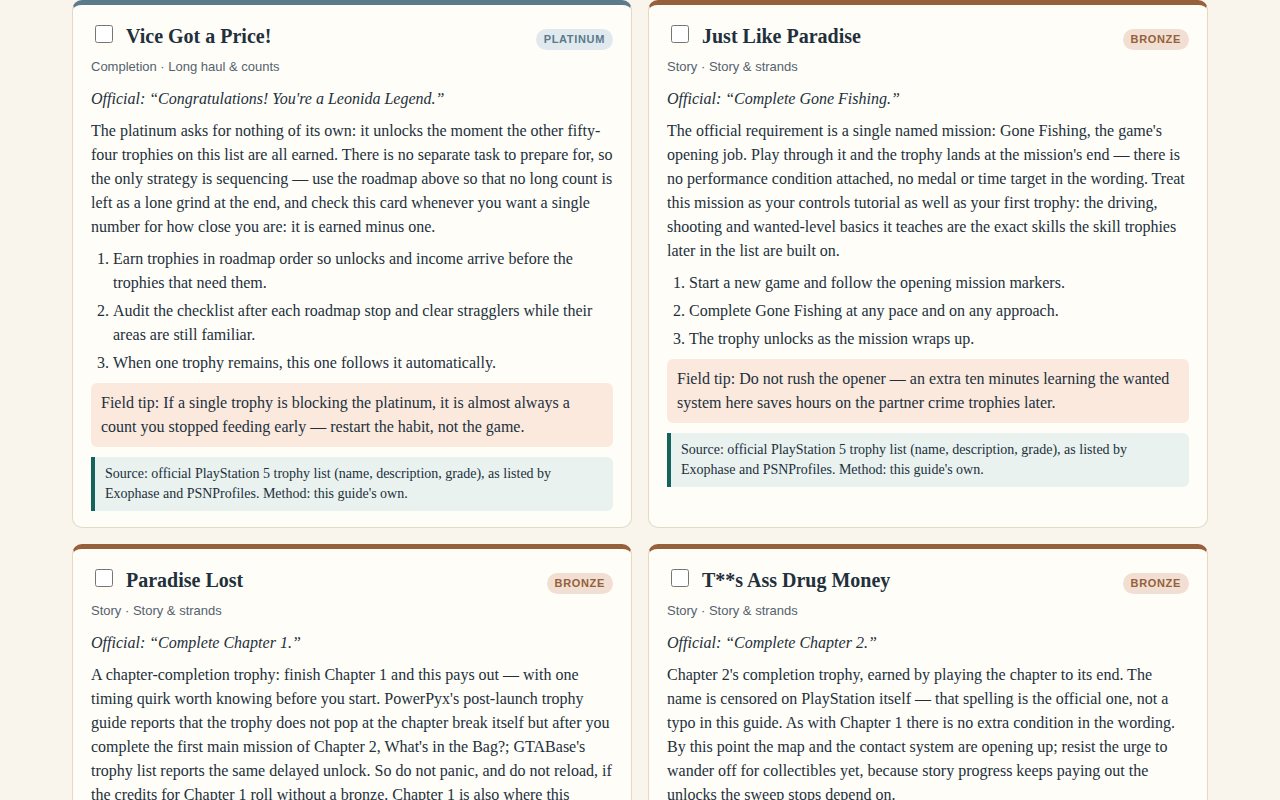 Vice Got a Price!
PLATINUM
Completion · Long haul & counts
Official: “Congratulations! You're a Leonida Legend.”
The platinum asks for nothing of its own: it unlocks the moment the other fifty-
four trophies on this list are all earned. There is no separate task to prepare for, so
the only strategy is sequencing — use the roadmap above so that no long count is
left as a lone grind at the end, and check this card whenever you want a single
number for how close you are: it is earned minus one.
1. Earn trophies in roadmap order so unlocks and income arrive before the
trophies that need them.
2. Audit the checklist after each roadmap stop and clear stragglers while their
areas are still familiar.
3. When one trophy remains, this one follows it automatically.
Field tip: If a single trophy is blocking the platinum, it is almost always a
count you stopped feeding early — restart the habit, not the game.
Source: official PlayStation 5 trophy list (name, description, grade), as listed by
Exophase and PSNProfiles. Method: this guide's own.
Just Like Paradise
BRONZE
Story · Story & strands
Official: “Complete Gone Fishing.”
The official requirement is a single named mission: Gone Fishing, the game's
opening job. Play through it and the trophy lands at the mission's end — there is
no performance condition attached, no medal or time target in the wording. Treat
this mission as your controls tutorial as well as your first trophy: the driving,
shooting and wanted-level basics it teaches are the exact skills the skill trophies
later in the list are built on.
1. Start a new game and follow the opening mission markers.
2. Complete Gone Fishing at any pace and on any approach.
3. The trophy unlocks as the mission wraps up.
Field tip: Do not rush the opener — an extra ten minutes learning the wanted
system here saves hours on the partner crime trophies later.
Source: official PlayStation 5 trophy list (name, description, grade), as listed by
Exophase and PSNProfiles. Method: this guide's own.
Paradise Lost
BRONZE
Story · Story & strands
Official: “Complete Chapter 1.”
A chapter-completion trophy: finish Chapter 1 and this pays out — with one
timing quirk worth knowing before you start. PowerPyx's post-launch trophy
guide reports that the trophy does not pop at the chapter break itself but after you
complete the first main mission of Chapter 2, What's in the Bag?; GTABase's
trophy list reports the same delayed unlock. So do not panic, and do not reload, if
the credits for Chapter 1 roll without a bronze. Chapter 1 is also where this
T**s Ass Drug Money
BRONZE
Story · Story & strands
Official: “Complete Chapter 2.”
Chapter 2's completion trophy, earned by playing the chapter to its end. The
name is censored on PlayStation itself — that spelling is the official one, not a
typo in this guide. As with Chapter 1 there is no extra condition in the wording.
By this point the map and the contact system are opening up; resist the urge to
wander off for collectibles yet, because story progress keeps paying out the
unlocks the sweep stops depend on.